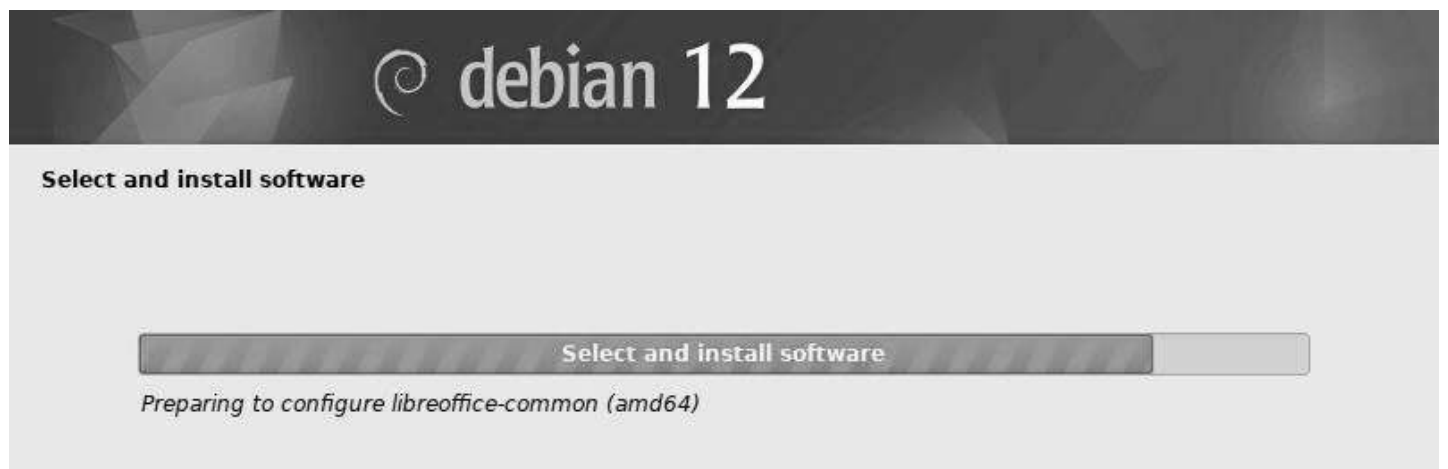 debian 12
Select and install software
Select and install software
Preparing to configure libreoffice-common (amd64)